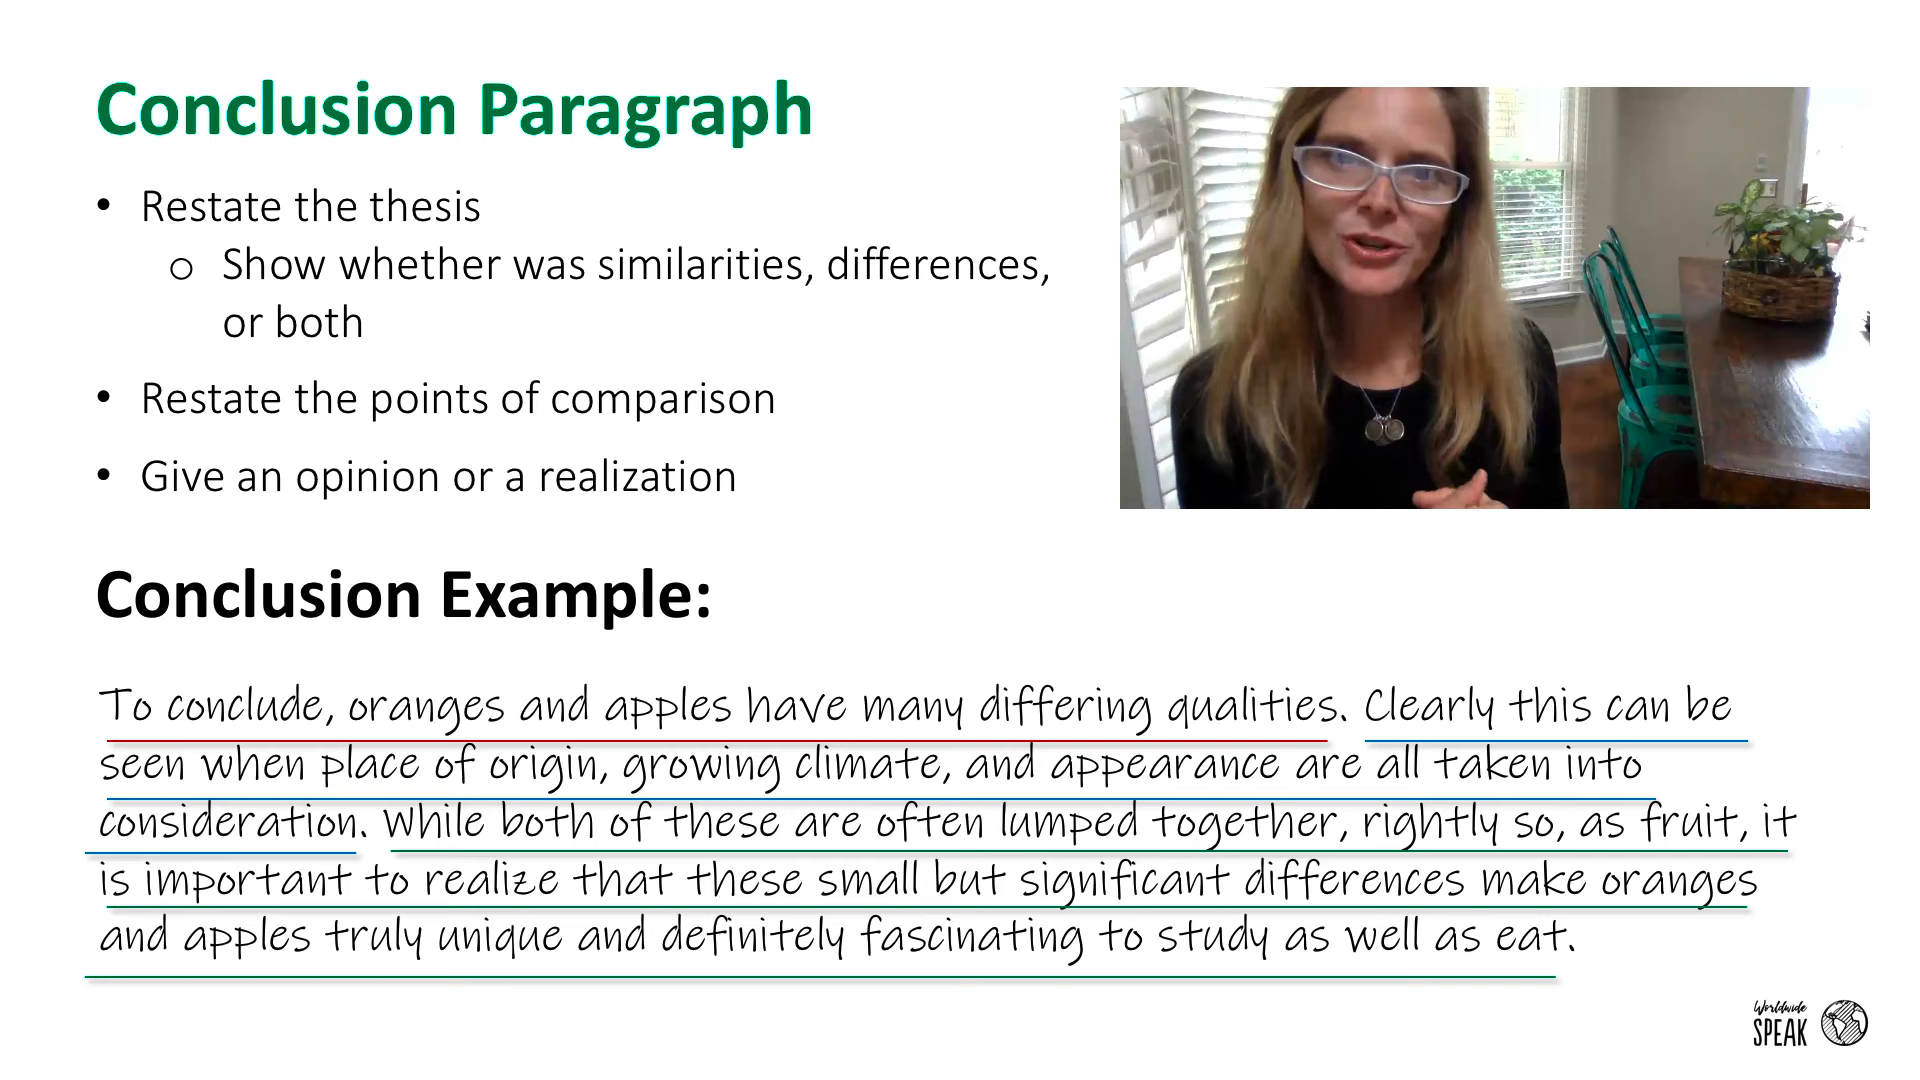 Conclusion Paragraph
• Restate the thesis
o Show whether was similarities, differences,
or both
• Restate the points of comparison
• Give an opinion or a realization
Conclusion Example:
To conclude, oranges and apples have many differing qualities. Clearly this can be
seen when place of origin, growing climate, and appearance are all taken into
consideration. While both of these are often lumped together, rightly so, as fruit, it
is important to realize that these small but significant differences make oranges
and apples truly unique and definitely fascinating to study as well as eat.
Worldwide
SPEAK